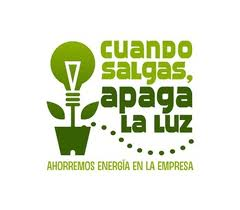 CUANDO
SALGAS,
APAGA
LA LUZ
AHORREMOS ENERGÍA EN LA EMPRESA